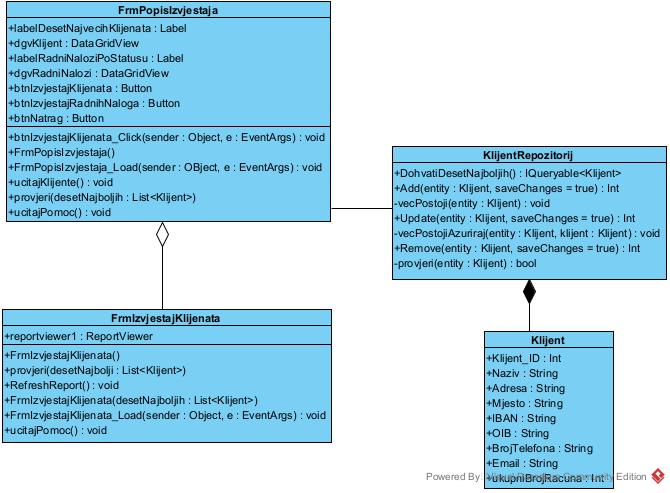 FrmPopisIzvjestaja
+labelDesetNajvecihKlijenata : Label
+dgvKlijent : DataGridView
+labelRadniNaloziPoStatusu : Label
+dgvRadniNalozi : DataGridView
+btnIzvjestajKlijenata : Button
+btnIzvjestajRadnihNaloga : Button
+btnNatrag : Button
+btnIzvjestajKlijenata_Click(sender : Object, e : EventArgs) : void
+FrmPopisIzvjestaja()
+FrmPopisIzvjestaja_Load(sender : OBject, e : EventArgs) : void
+ucitajKlijente() : void
+provjeri(desetNajboljih : List<Klijent>)
+ucitajPomoc() : void
KlijentRepozitorij
+DohvatiDesetNajboljih() : IQueryable<Klijent>
+Add(entity : Klijent, saveChanges = true) : Int
-vecPostoji(entity : Klijent) : void
+Update(entity : Klijent, saveChanges = true) : Int
-vecPostojiAzuriraj(entity : Klijent, klijent : Klijent) : void
+Remove(entity : Klijent, saveChanges = true) : Int
-provjeri(entity : Klijent) : bool
FrmIzvjestajKlijenata
+reportviewer1 : ReportViewer
+FrmIzvjestajKlijenata()
+provjeri(desetNajbolji : List<Klijent>)
+RefreshReport() : void
+FrmIzvjestajKlijenata(desetNajboljih : List<Klijent>)
+FrmIzvjestajKlijenata_Load(sender : Object, e : EventArgs) : void
+ucitajPomoc() : void
Klijent
+Klijent_ID : Int
+Naziv : String
+Adresa : String
+Mjesto : String
+IBAN : String
+OIB : String
+BrojTelefona : String
+Email : String
+ukupniBrojRacuna : Int
Powered By Visual Paradigm Community Edition